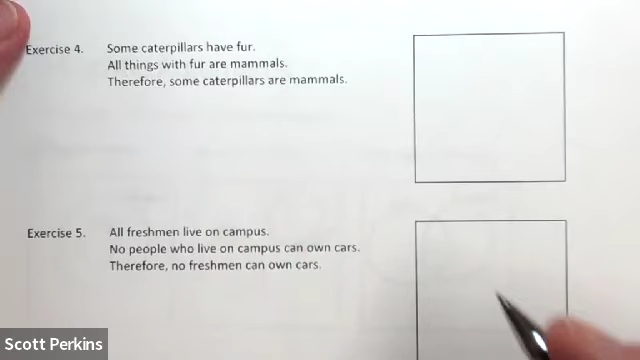 Exercise 4. Some caterpillars have fur.
All things with fur are mammals.
Therefore, some caterpillars are mammals.
Exercise 5. All freshmen live on campus.
No people who live on campus can own cars.
Therefore, no freshmen can own cars.
Scott Perkins